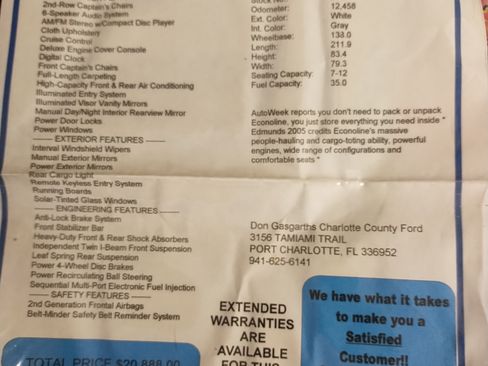 2nd-Row Captain's Chairs
6-Speaker Audio System
AM/FM Stereo w/Compact Disc Player
Cloth Upholstery
Cruise Control
Deluxe Engine Cover Console
Digital Clock
Front Captain's Chairs
Full-Length Carpeting
High-Capacity Front & Rear Air Conditioning
Illuminated Entry System
Illuminated Visor Vanity Mirrors
Manual Day/Night Interior Rearview Mirror
Power Door Locks
Power Windows
------- EXTERIOR FEATURES -------
Interval Windshield Wipers
Manual Exterior Mirrors
Power Exterior Mirrors
Rear Cargo Light
Remote Keyless Entry System
Running Boards
Solar-Tinted Glass Windows
------- ENGINEERING FEATURES -------
Anti-Lock Brake System
Front Stabilizer Bar
Heavy-Duty Front & Rear Shock Absorbers
Independent Twin I-Beam Front Suspension
Leaf Spring Rear Suspension
Power 4-Wheel Disc Brakes
Power Recirculating Ball Steering
Sequential Multi-Port Electronic Fuel Injection
------- SAFETY FEATURES -------
2nd Generation Frontal Airbags
Belt-Minder Safety Belt Reminder System
TOTAL PRICE $20,888.00
Odometer: 12,458
Ext. Color: White
Int. Color: Gray
Wheelbase: 138.0
Length: 211.9
Height: 83.4
Width: 79.3
Seating Capacity: 7-12
Fuel Capacity: 35.0
AutoWeek reports you don't need to pack or unpack
Econoline, you just store everything you need inside *
Edmunds 2005 credits Econoline's massive
people-hauling and cargo-toting ability, powerful
engines, wide range of configurations and
comfortable seats *
Don Gasgarths Charlotte County Ford
3156 TAMIAMI TRAIL
PORT CHARLOTTE, FL 336952
941-625-6141
EXTENDED
WARRANTIES
ARE
AVAILABLE
FOR THIS
We have what it takes
to make you a
Satisfied
Customer!!